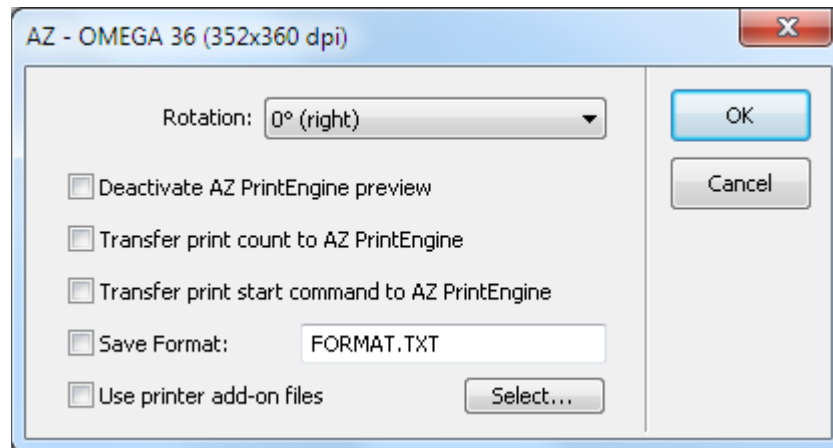 AZ - OMEGA 36 (352x360 dpi)
Rotation: 0° (right)
OK
Deactivate AZ PrintEngine preview
Cancel
Transfer print count to AZ PrintEngine
Transfer print start command to AZ PrintEngine
Save Format: FORMAT.TXT
Use printer add-on files Select...